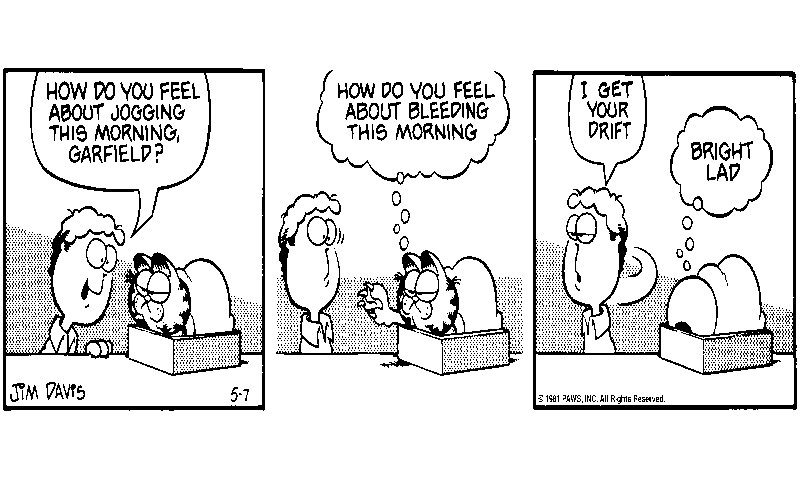 HOW DO YOU FEEL
ABOUT JOGGING
THIS MORNING,
GARFIELD?
JIM DAVIS
5-7
HOW DO YOU FEEL
ABOUT BLEEDING
THIS MORNING
I GET
YOUR
DRIFT
BRIGHT
LAD
© 1981 PAWS, INC. All Rights Reserved.